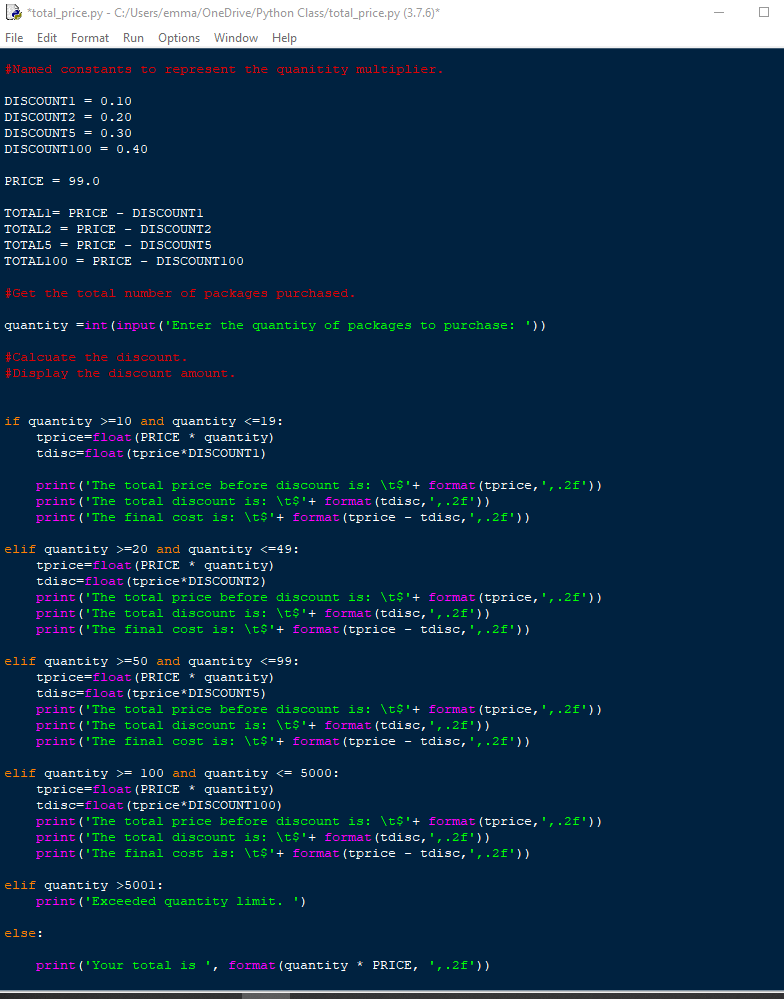 *total_price.py - C:/Users/emma/OneDrive/Python Class/total_price.py (3.7.6)*
File Edit Format Run Options Window Help
#Named constants to represent the quanitity multiplier.
DISCOUNT1 = 0.10
DISCOUNT2 = 0.20
DISCOUNT5 = 0.30
DISCOUNT100 = 0.40
PRICE = 99.0
TOTAL1= PRICE - DISCOUNT1
TOTAL2 = PRICE - DISCOUNT2
TOTAL5 = PRICE - DISCOUNT5
TOTAL100 = PRICE - DISCOUNT100
#Get the total number of packages purchased.
quantity =int(input('Enter the quantity of packages to purchase: '))
#Calcuate the discount.
#Display the discount amount.
if quantity >=10 and quantity <=19:
    tprice=float(PRICE * quantity)
    tdisc=float(tprice*DISCOUNT1)
    print('The total price before discount is: \t$'+ format(tprice,',.2f'))
    print('The total discount is: \t$'+ format(tdisc,',.2f'))
    print('The final cost is: \t$'+ format(tprice - tdisc,',.2f'))
elif quantity >=20 and quantity <=49:
    tprice=float(PRICE * quantity)
    tdisc=float(tprice*DISCOUNT2)
    print('The total price before discount is: \t$'+ format(tprice,',.2f'))
    print('The total discount is: \t$'+ format(tdisc,',.2f'))
    print('The final cost is: \t$'+ format(tprice - tdisc,',.2f'))
elif quantity >=50 and quantity <=99:
    tprice=float(PRICE * quantity)
    tdisc=float(tprice*DISCOUNT5)
    print('The total price before discount is: \t$'+ format(tprice,',.2f'))
    print('The total discount is: \t$'+ format(tdisc,',.2f'))
    print('The final cost is: \t$'+ format(tprice - tdisc,',.2f'))
elif quantity >= 100 and quantity <= 5000:
    tprice=float(PRICE * quantity)
    tdisc=float(tprice*DISCOUNT100)
    print('The total price before discount is: \t$'+ format(tprice,',.2f'))
    print('The total discount is: \t$'+ format(tdisc,',.2f'))
    print('The final cost is: \t$'+ format(tprice - tdisc,',.2f'))
elif quantity >5001:
    print('Exceeded quantity limit. ')
else:
    print('Your total is ', format(quantity * PRICE, ',.2f'))